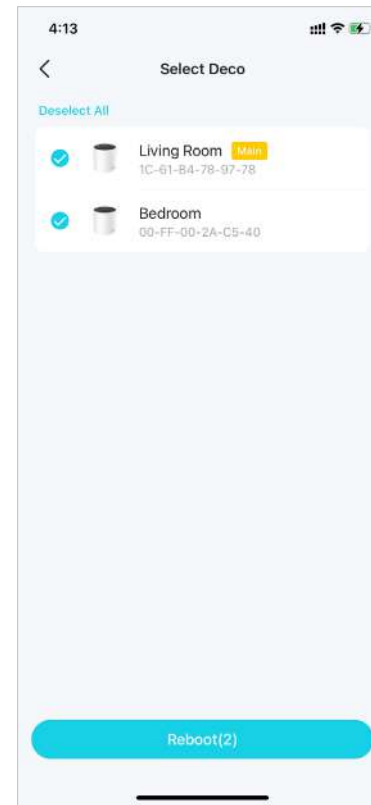 4:13
Select Deco
Deselect All
Living Room Main
1C-61-B4-78-97-78
Bedroom
00-FF-00-2A-C5-40
Reboot(2)